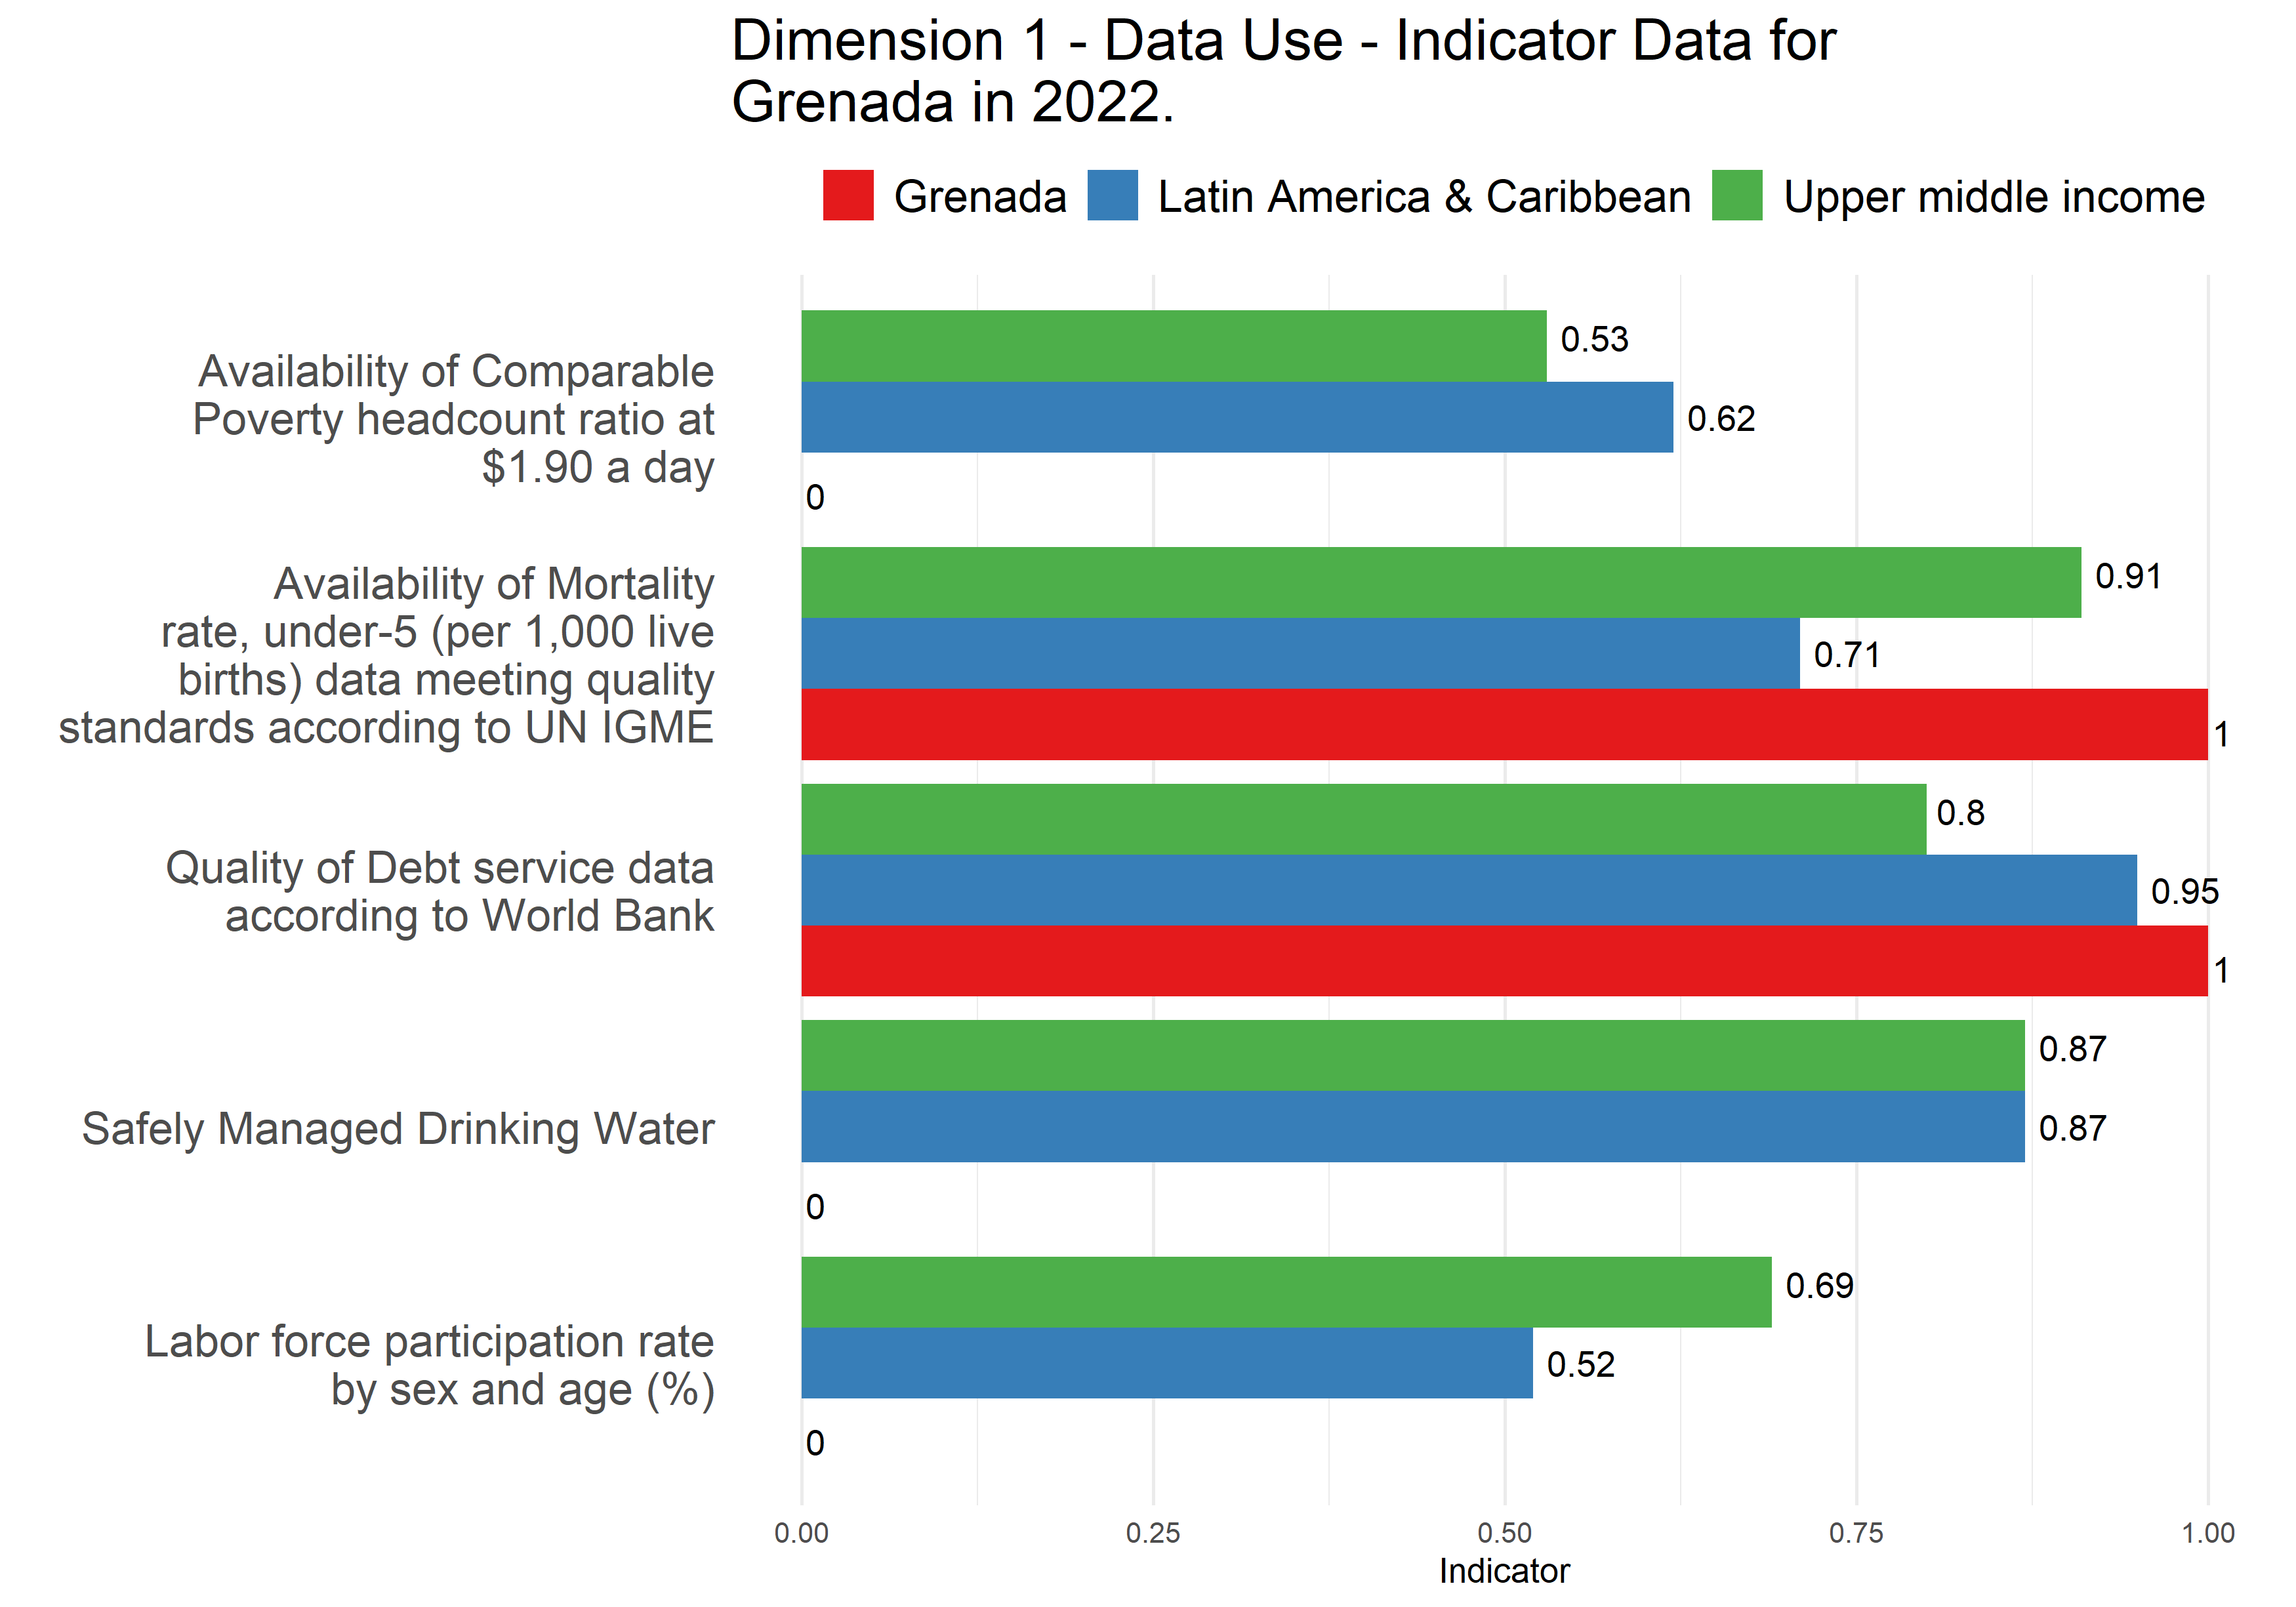 Dimension 1 - Data Use - Indicator Data for
Grenada in 2022.
Grenada
Latin America & Caribbean
Upper middle income
Availability of Comparable
Poverty headcount ratio at
$1.90 a day
0.53
0.62
0
Availability of Mortality
rate, under-5 (per 1,000 live
births) data meeting quality
standards according to UN IGME
0.91
0.71
1
Quality of Debt service data
according to World Bank
0.8
0.95
1
Safely Managed Drinking Water
0.87
0.87
0
Labor force participation rate
by sex and age (%)
0.69
0.52
0
0.00
0.25
0.50
0.75
1.00
Indicator